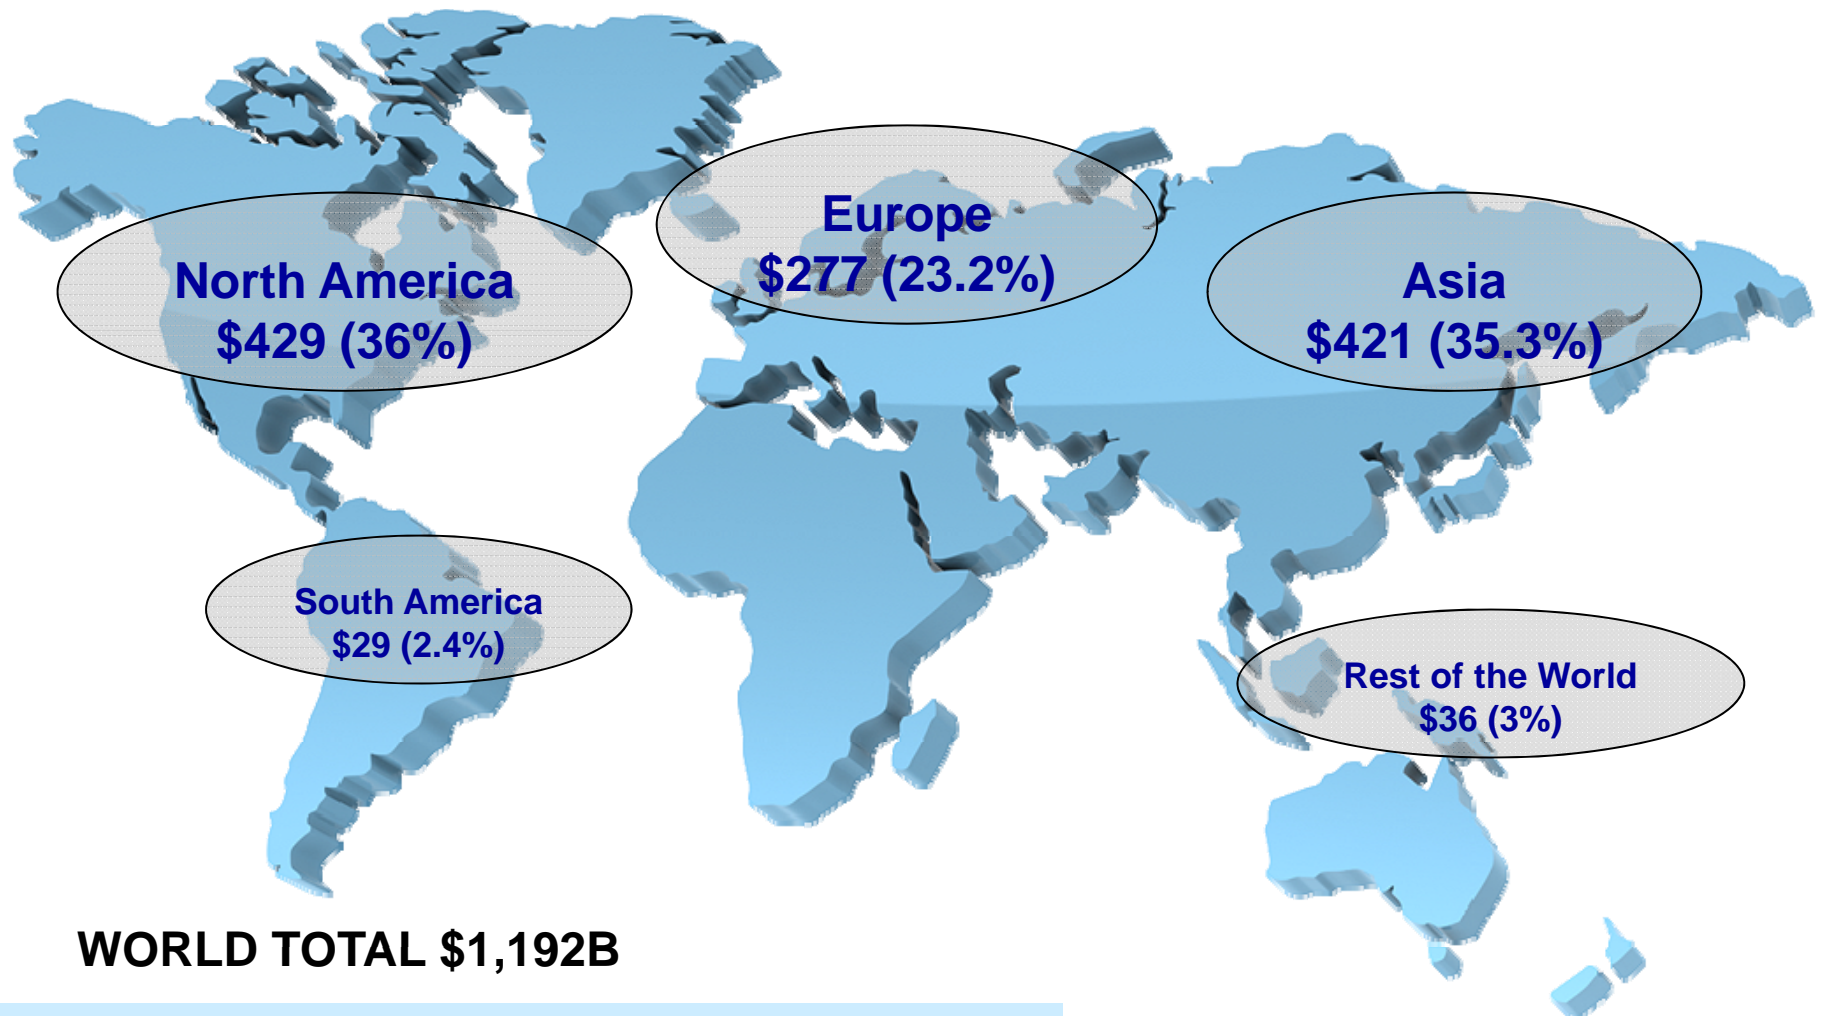 Europe
$277 (23.2%)
North America
$429 (36%)
Asia
$421 (35.3%)
South America
$29 (2.4%)
Rest of the World
$36 (3%)
WORLD TOTAL $1,192B